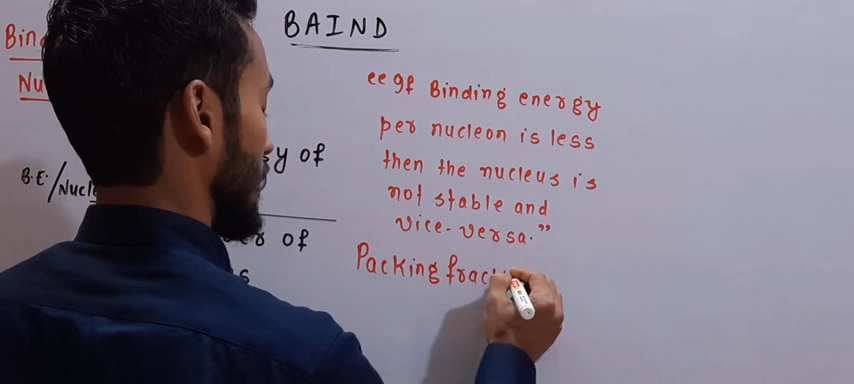 BAIND
Bin
Nu
B.E./Nucl
y of
r of
s
"If Binding energy
per nucleon is less
then the nucleus is
not stable and
vice-versa."
Packing frac